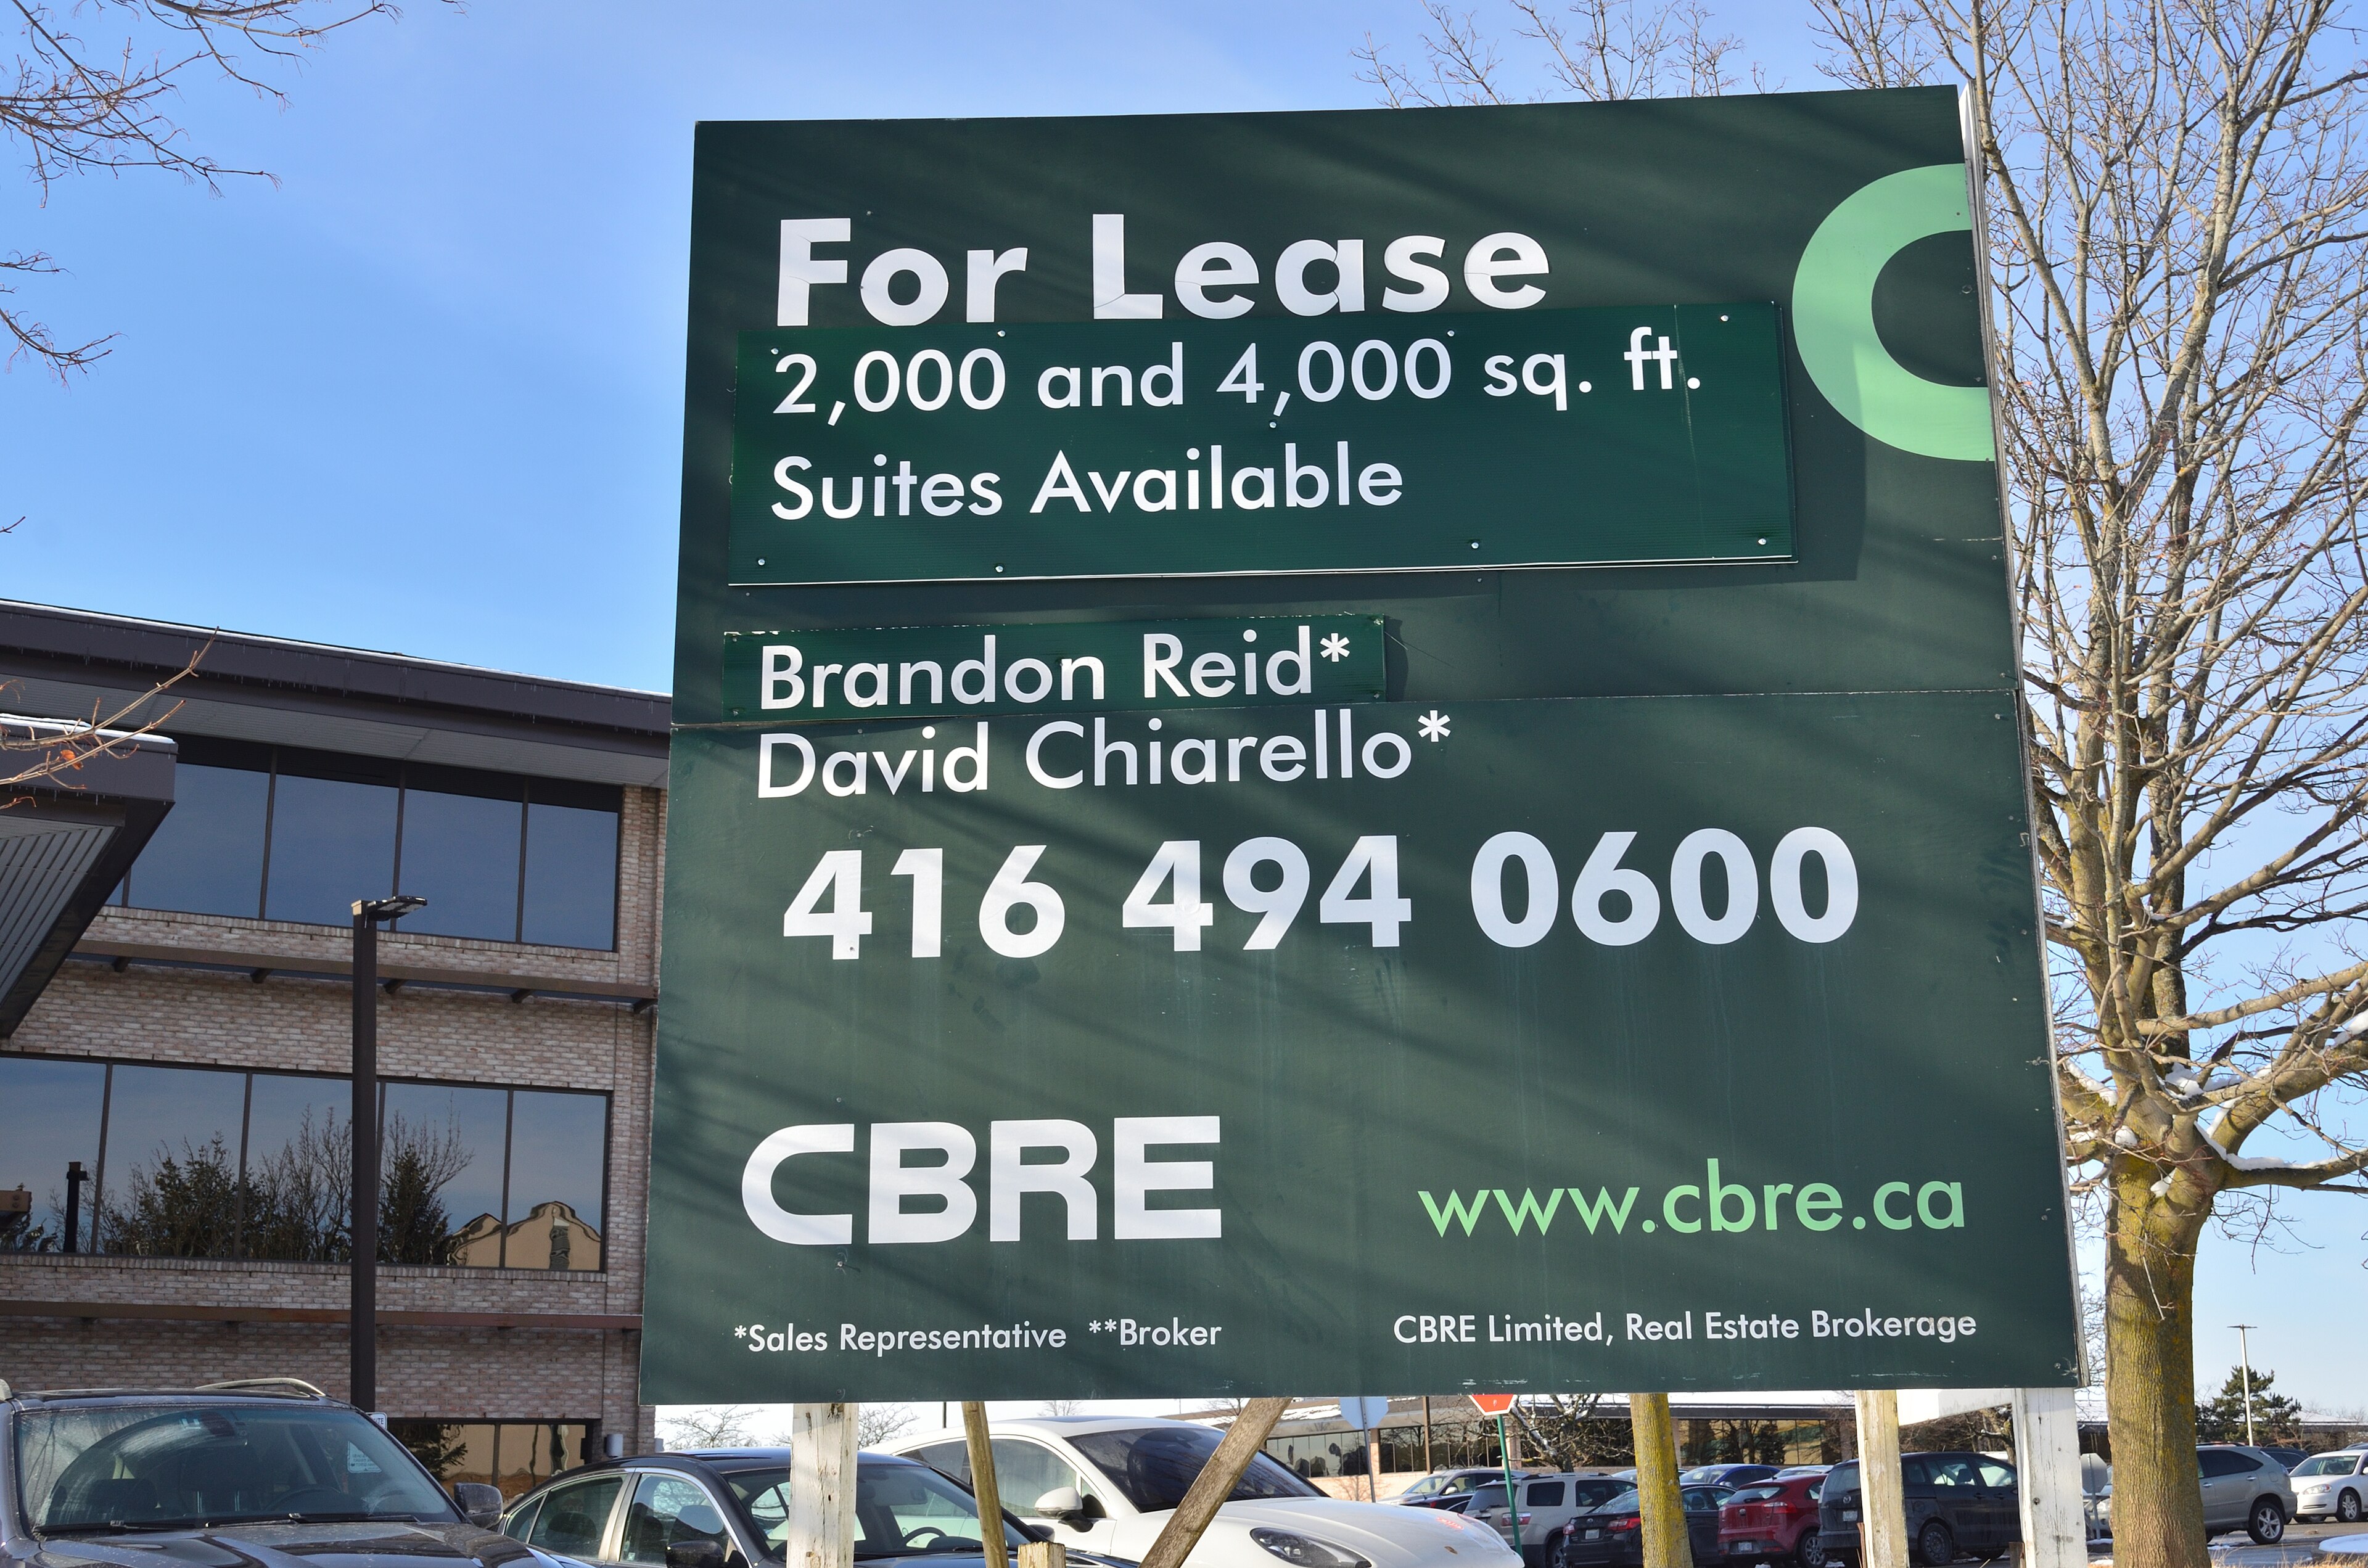 For Lease
2,000 and 4,000 sq. ft.
Suites Available
Brandon Reid*
David Chiarello*
416 494 0600
CBRE
www.cbre.ca
*Sales Representative **Broker
CBRE Limited, Real Estate Brokerage